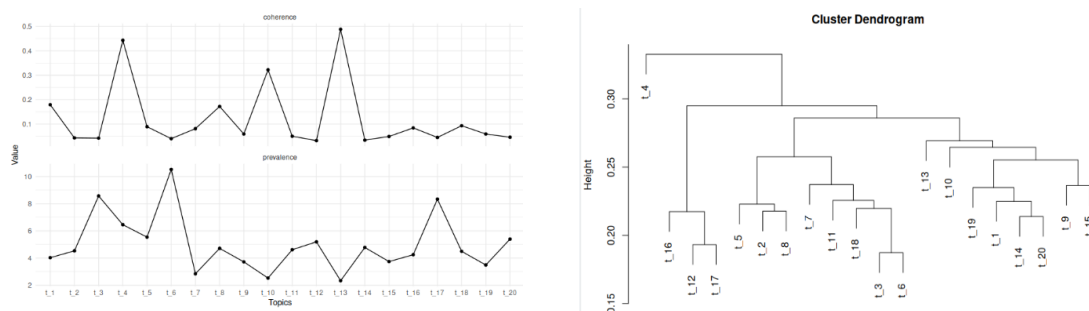 coherence
0.5
0.4
0.3
0.2
0.1
Value
prevalence
10
8
6
4
2
t_1 t_2 t_3 t_4 t_5 t_6 t_7 t_8 t_9 t_10 t_11 t_12 t_13 t_14 t_15 t_16 t_17 t_18 t_19 t_20
Topics
Cluster Dendrogram
Height
0.30
0.25
0.20
0.15
t_4
t_16
t_12
t_17
t_5
t_2
t_8
t_7
t_11
t_18
t_3
t_6
t_13
t_10
t_19
t_1
t_14
t_20
t_9
t_15